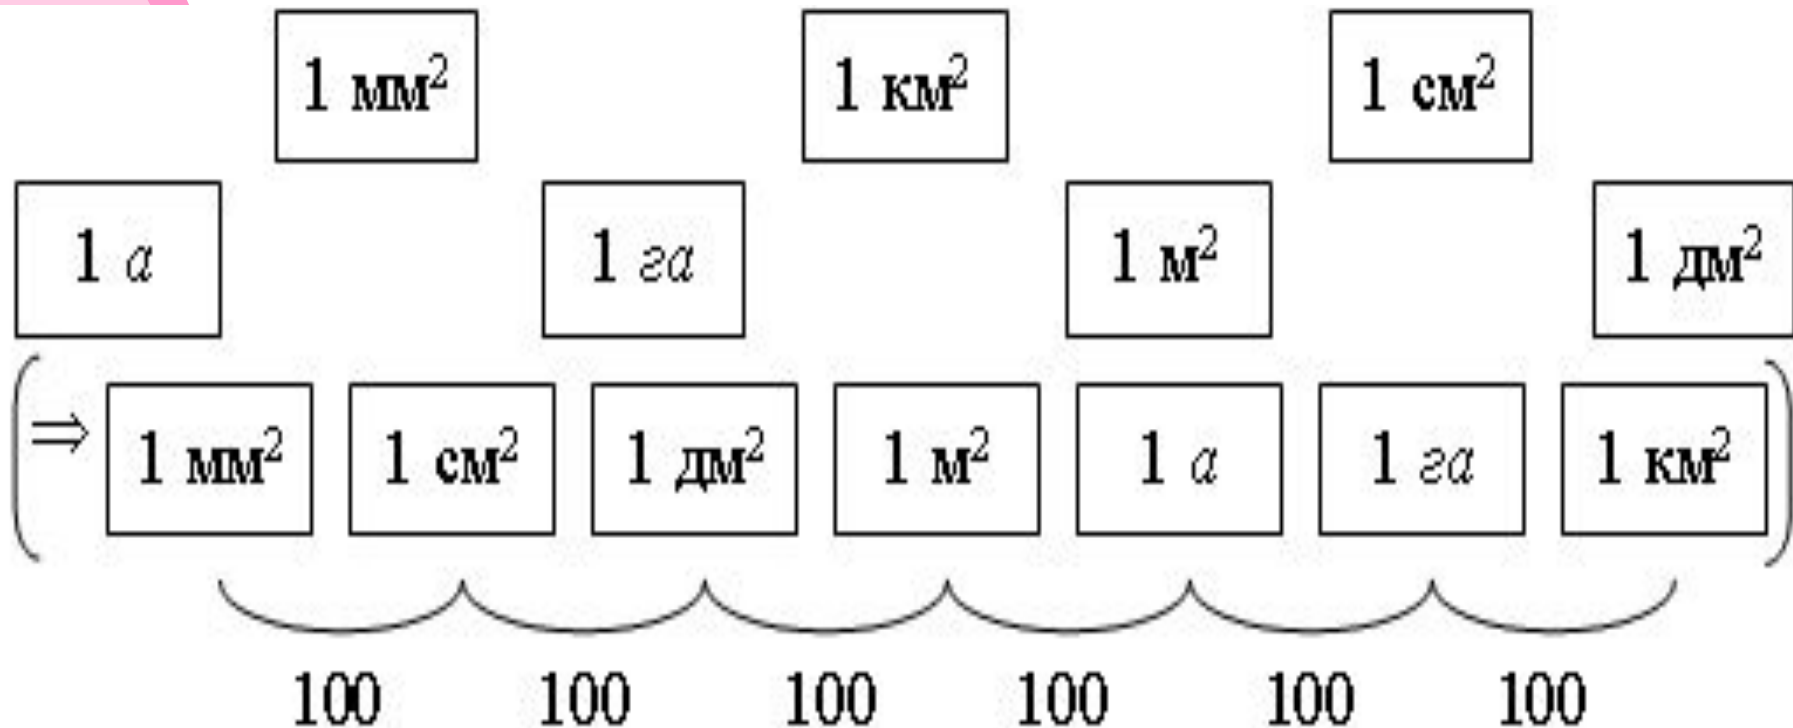 1 мм² 1 км² 1 см²
1 а 1 га 1 м² 1 дм²
⇒ 1 мм² 1 см² 1 дм² 1 м² 1 а 1 га 1 км²
100 100 100 100 100 100